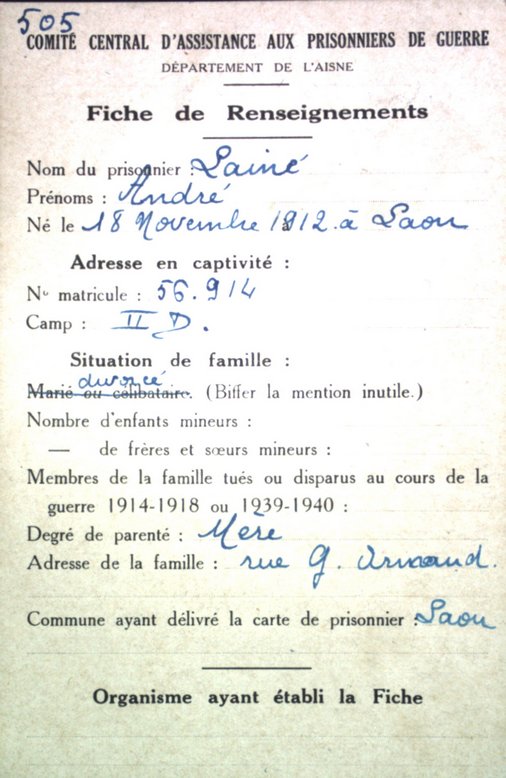 505
COMITÉ CENTRAL D'ASSISTANCE AUX PRISONNIERS DE GUERRE
DÉPARTEMENT DE L'AISNE
Fiche de Renseignements
Nom du prisonnier : Lainé
Prénoms : André
Né le 18 Novembre 1912 à Laon
Adresse en captivité :
No matricule : 56.914
Camp : II D.
Situation de famille :
divorcé
Marié ou célibataire. (Biffer la mention inutile.)
Nombre d'enfants mineurs :
— de frères et sœurs mineurs :
Membres de la famille tués ou disparus au cours de la
guerre 1914-1918 ou 1939-1940 :
Degré de parenté : Mère
Adresse de la famille : rue G. Ermand.
Commune ayant délivré la carte de prisonnier : Laon
Organisme ayant établi la Fiche